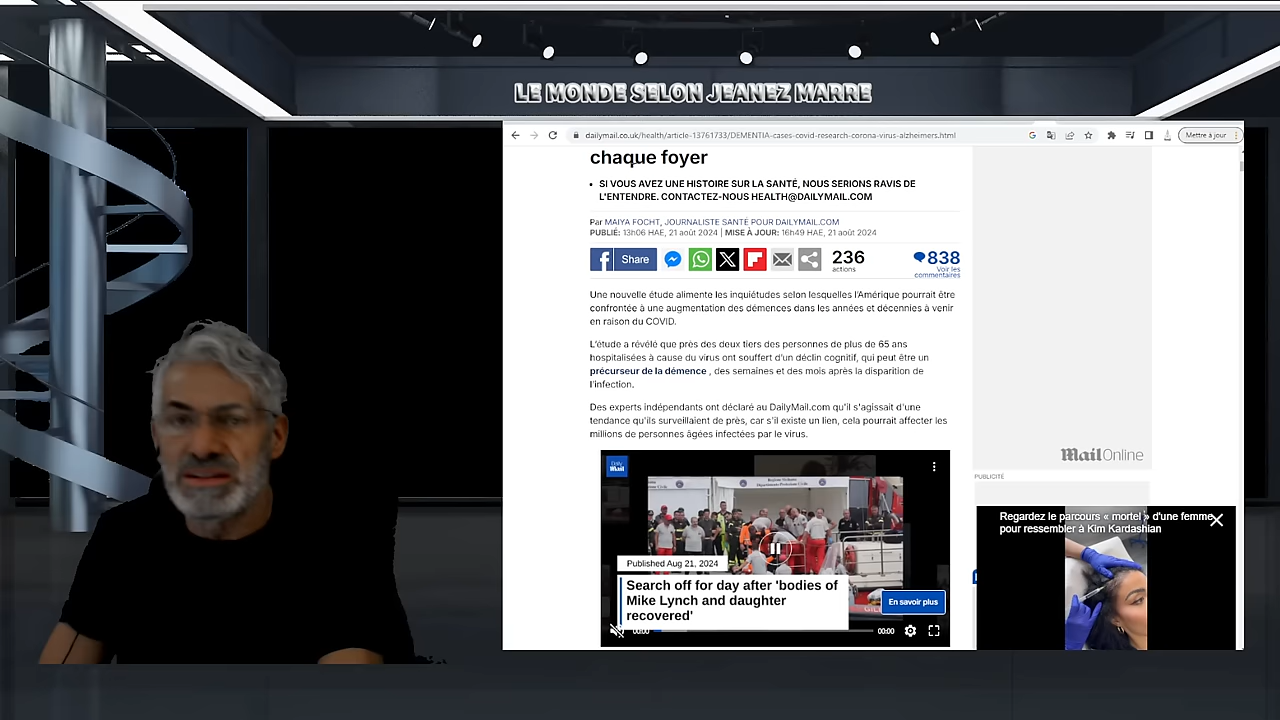 LE MONDE SELON JEANEZ MARRE
dailymail.co.uk/health/article-13761733/DEMENTIA-cases-covid-research-corona-virus-alzheimers.html
Mettre à jour
chaque foyer
SI VOUS AVEZ UNE HISTOIRE SUR LA SANTÉ, NOUS SERIONS RAVIS DE
L'ENTENDRE. CONTACTEZ-NOUS HEALTH@DAILYMAIL.COM
Par MAIYA FOCHT, JOURNALISTE SANTÉ POUR DAILYMAIL.COM
PUBLIÉ: 13h06 HAE, 21 août 2024 | MISE À JOUR: 16h49 HAE, 21 août 2024
Share
236
actions
838
Voir les
commentaires
Une nouvelle étude alimente les inquiétudes selon lesquelles l'Amérique pourrait être
confrontée à une augmentation des démences dans les années et décennies à venir
en raison du COVID.
L'étude a révélé que près des deux tiers des personnes de plus de 65 ans
hospitalisées à cause du virus ont souffert d'un déclin cognitif, qui peut être un
précurseur de la démence , des semaines et des mois après la disparition de
l'infection.
Des experts indépendants ont déclaré au DailyMail.com qu'il s'agissait d'une
tendance qu'ils surveillaient de près, car s'il existe un lien, cela pourrait affecter les
millions de personnes âgées infectées par le virus.
Daily
Mail
Published Aug 21, 2024
Search off for day after 'bodies of
Mike Lynch and daughter
recovered'
En savoir plus
00:00
00:00
Mail Online
PUBLICITÉ
Regardez le parcours « mortel » d'une femme
pour ressembler à Kim Kardashian